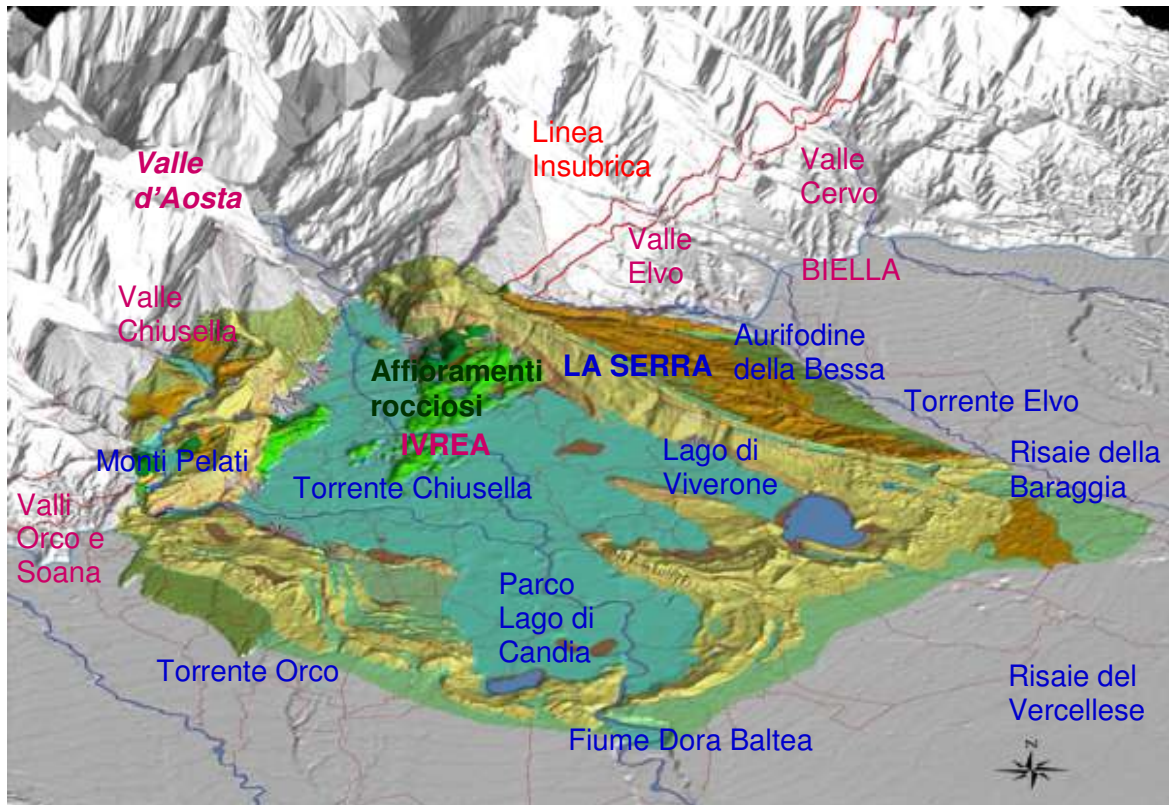 Linea
Insubrica
Valle
d'Aosta
Valle
Cervo
Valle
Elvo
BIELLA
Valle
Chiusella
Aurifodine
della Bessa
LA SERRA
Affioramenti
rocciosi
Torrente Elvo
IVREA
Monti Pelati
Torrente Chiusella
Lago di
Viverone
Risaie della
Baraggia
Valli
Orco e
Soana
Parco
Lago di
Candia
Torrente Orco
Risaie del
Vercellese
Fiume Dora Baltea
N